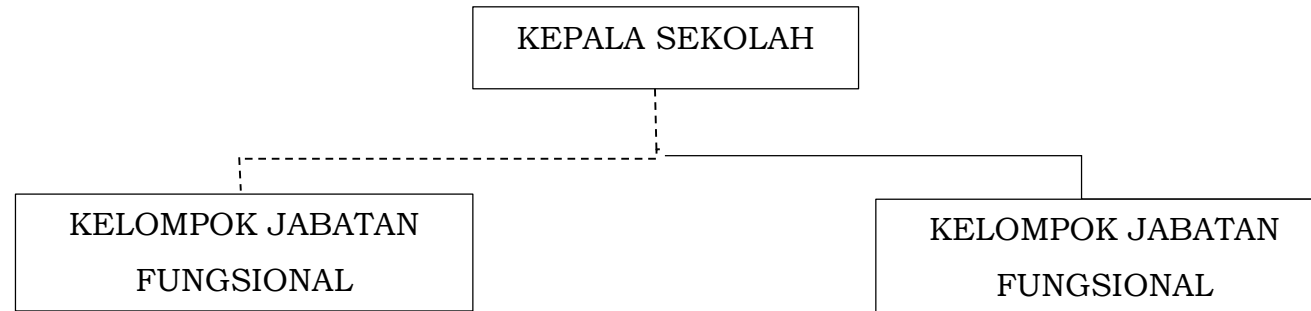 KEPALA SEKOLAH
KELOMPOK JABATAN
FUNGSIONAL
KELOMPOK JABATAN
FUNGSIONAL